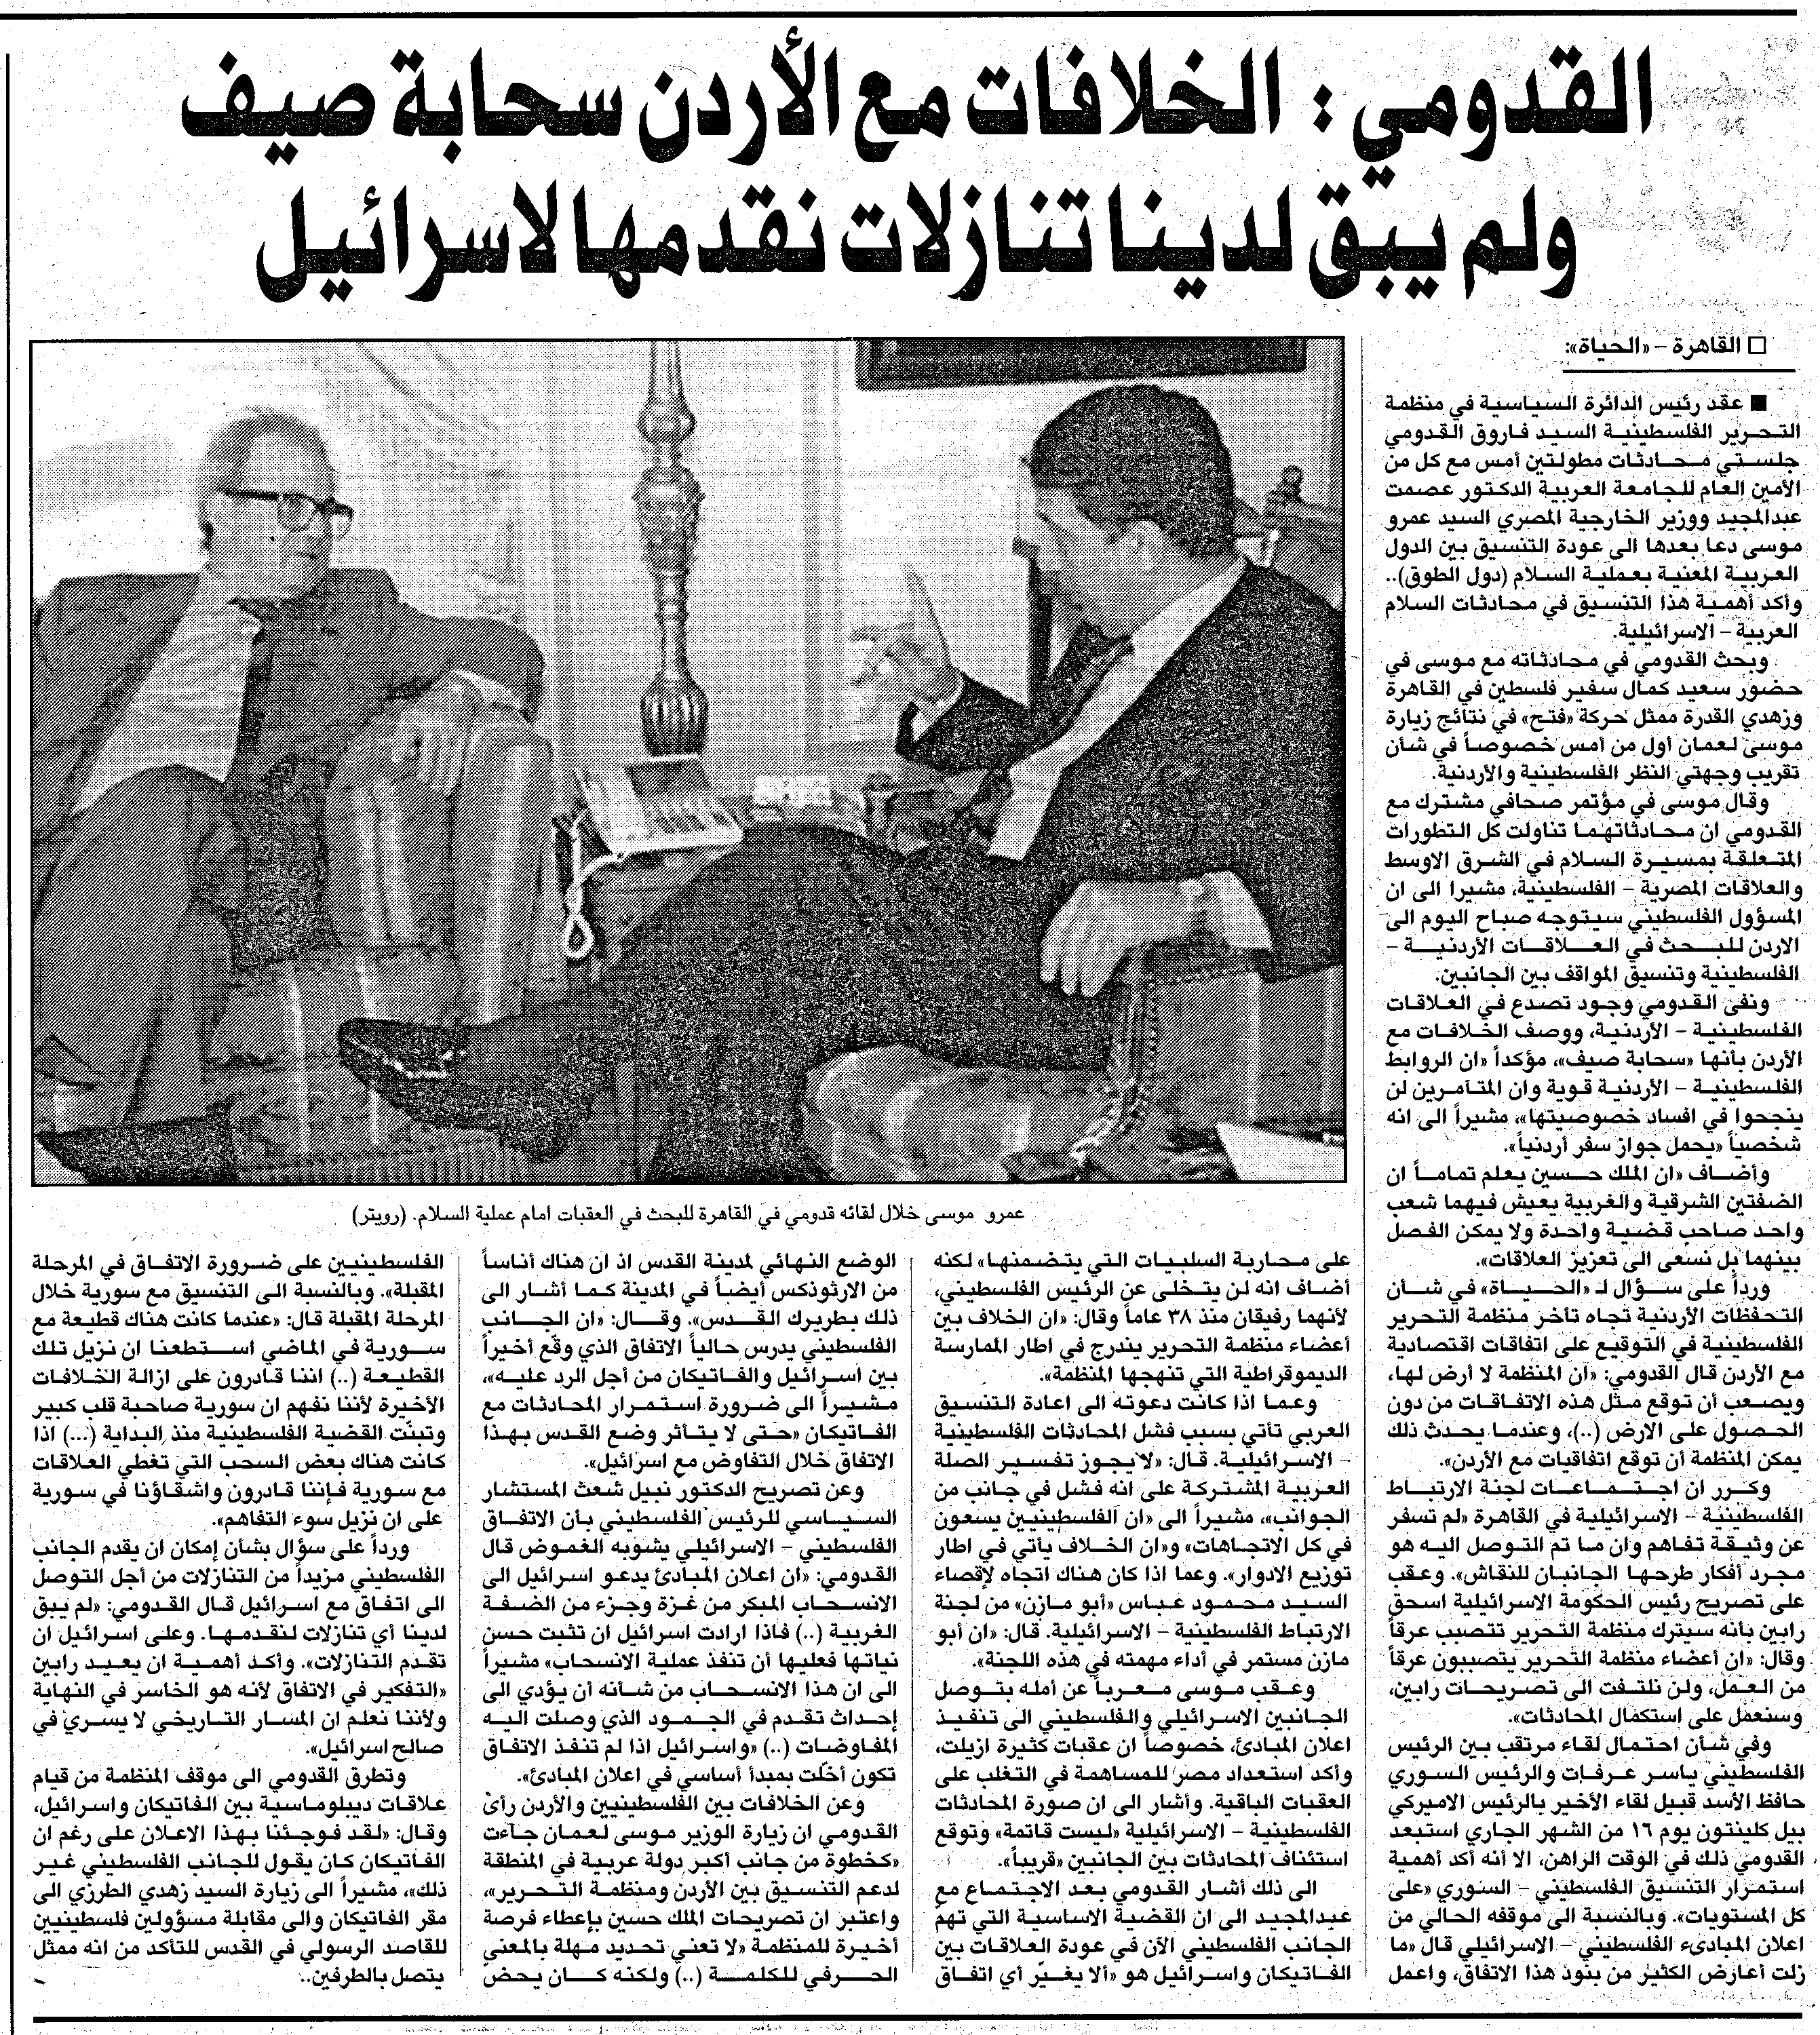 القدومي : الخلافات مع الأردن سحابة صيف
ولم يبق لدينا تنازلات نقدمها لاسرائيل
□ القاهرة – «الحياة»:
■ عقد رئيس الدائرة السياسية في منظمة
التحرير الفلسطينية السيد فاروق القدومي
جلستي محادثات مطولتين أمس مع كل من
الأمين العام للجامعة العربية الدكتور عصمت
عبدالمجيد ووزير الخارجية المصري السيد عمرو
موسى دعا بعدها الى عودة التنسيق بين الدول
العربية المعنية بعملية السلام (دول الطوق)..
وأكد أهمية هذا التنسيق في محادثات السلام
العربية – الاسرائيلية.
وبحث القدومي في محادثاته مع موسى في
حضور سعيد كمال سفير فلسطين في القاهرة
وزهدي القدرة ممثل حركة «فتح» في نتائج زيارة
موسى لعمان أول من أمس خصوصاً في شأن
تقريب وجهتي النظر الفلسطينية والأردنية.
وقال موسى في مؤتمر صحافي مشترك مع
القدومي ان محادثاتهما تناولت كل التطورات
المتعلقة بمسيرة السلام في الشرق الاوسط
والعلاقات المصرية – الفلسطينية، مشيرا الى ان
المسؤول الفلسطيني سيتوجه صباح اليوم الى
الاردن للبحث في العلاقات الأردنية –
الفلسطينية وتنسيق المواقف بين الجانبين.
ونفى القدومي وجود تصدع في العلاقات
الفلسطينية – الأردنية، ووصف الخلافات مع
الأردن بأنها «سحابة صيف»، مؤكداً «ان الروابط
الفلسطينية – الأردنية قوية وان المتآمرين لن
ينجحوا في افساد خصوصيتها»، مشيراً الى انه
شخصياً «يحمل جواز سفر أردنياً».
وأضاف «ان الملك حسين يعلم تماماً ان
الضفتين الشرقية والغربية يعيش فيهما شعب
واحد صاحب قضية واحدة ولا يمكن الفصل
بينهما بل نسعى الى تعزيز العلاقات».
ورداً على سؤال لـ «الحياة» في شأن
التحفظات الأردنية تجاه تأخر منظمة التحرير
الفلسطينية في التوقيع على اتفاقات اقتصادية
مع الأردن قال القدومي: «ان المنظمة لا أرض لها،
ويصعب أن توقع مثل هذه الاتفاقات من دون
الحصول على الارض (..)، وعندما يحدث ذلك
يمكن المنظمة أن توقع اتفاقيات مع الأردن».
وكرر ان اجتماعات لجنة الارتباط
الفلسطينية – الاسرائيلية في القاهرة «لم تسفر
عن وثيقة تفاهم وان ما تم التوصل اليه هو
مجرد أفكار طرحها الجانبان للنقاش». وعقب
على تصريح رئيس الحكومة الاسرائيلية اسحق
رابين بأنه سيترك منظمة التحرير تتصبب عرقاً
وقال: «ان أعضاء منظمة التحرير يتصببون عرقاً
من العمل، ولن نلتفت الى تصريحات رابين،
وسنعمل على استكمال المحادثات».
وفي شأن احتمال لقاء مرتقب بين الرئيس
الفلسطيني ياسر عرفات والرئيس السوري
حافظ الأسد قبيل لقاء الأخير بالرئيس الاميركي
بيل كلينتون يوم ١٦ من الشهر الجاري استبعد
القدومي ذلك في الوقت الراهن، الا أنه أكد أهمية
استمرار التنسيق الفلسطيني – السوري «على
كل المستويات». وبالنسبة الى موقفه الحالي من
اعلان المبادىء الفلسطيني – الاسرائيلي قال «ما
زلت أعارض الكثير من بنود هذا الاتفاق، واعمل
عمرو موسى خلال لقائه قدومي في القاهرة للبحث في العقبات امام عملية السلام. (رويتر)
على محاربة السلبيات التي يتضمنها» لكنه
أضاف انه لن يتخلى عن الرئيس الفلسطيني،
لأنهما رفيقان منذ ٣٨ عاماً وقال: «ان الخلاف بين
أعضاء منظمة التحرير يندرج في اطار الممارسة
الديموقراطية التي تنهجها المنظمة».
وعما اذا كانت دعوته الى اعادة التنسيق
العربي تأتي بسبب فشل المحادثات الفلسطينية
– الاسرائيلية. قال: «لا يجوز تفسير الصلة
العربية المشتركة على انه فشل في جانب من
الجوانب»، مشيراً الى «ان الفلسطينيين يسعون
في كل الاتجاهات» و«ان الخلاف يأتي في اطار
توزيع الادوار». وعما اذا كان هناك اتجاه لإقصاء
السيد محمود عباس «أبو مازن» من لجنة
الارتباط الفلسطينية – الاسرائيلية. قال: «ان أبو
مازن مستمر في أداء مهمته في هذه اللجنة».
وعقب موسى معرباً عن أمله بتوصل
الجانبين الاسرائيلي والفلسطيني الى تنفيذ
اعلان المبادئ، خصوصاً ان عقبات كثيرة ازيلت،
وأكد استعداد مصر للمساهمة في التغلب على
العقبات الباقية. وأشار الى ان صورة المحادثات
الفلسطينية – الاسرائيلية «ليست قاتمة» وتوقع
استئناف المحادثات بين الجانبين «قريباً».
الى ذلك أشار القدومي بعد الاجتماع مع
عبدالمجيد الى ان القضية الاساسية التي تهم
الجانب الفلسطيني الآن في عودة العلاقات بين
الفاتيكان واسرائيل هو «ألا يغيّر أي اتفاق
الوضع النهائي لمدينة القدس اذ ان هناك أناساً
من الارثوذكس أيضاً في المدينة كما أشار الى
ذلك بطريرك القدس». وقال: «ان الجانب
الفلسطيني يدرس حالياً الاتفاق الذي وقّع أخيراً
بين اسرائيل والفاتيكان من أجل الرد عليه»،
مشيراً الى ضرورة استمرار المحادثات مع
الفاتيكان «حتى لا يتأثر وضع القدس بهذا
الاتفاق خلال التفاوض مع اسرائيل».
وعن تصريح الدكتور نبيل شعث المستشار
السياسي للرئيس الفلسطيني بأن الاتفاق
الفلسطيني – الاسرائيلي يشوبه الغموض قال
القدومي: «ان اعلان المبادئ يدعو اسرائيل الى
الانسحاب المبكر من غزة وجزء من الضفة
الغربية (..) فاذا ارادت اسرائيل ان تثبت حسن
نياتها فعليها أن تنفذ عملية الانسحاب» مشيراً
الى ان هذا الانسحاب من شأنه أن يؤدي الى
إحداث تقدم في الجمود الذي وصلت اليه
المفاوضات (..) «واسرائيل اذا لم تنفذ الاتفاق
تكون أخلّت بمبدأ أساسي في اعلان المبادئ».
وعن الخلافات بين الفلسطينيين والأردن رأى
القدومي ان زيارة الوزير موسى لعمان جاءت
«كخطوة من جانب أكبر دولة عربية في المنطقة
لدعم التنسيق بين الأردن ومنظمة التحرير»،
واعتبر ان تصريحات الملك حسين بإعطاء فرصة
أخيرة للمنظمة «لا تعني تحديد مهلة بالمعنى
الحرفي للكلمة (..) ولكنه كان يحض
الفلسطينيين على ضرورة الاتفاق في المرحلة
المقبلة». وبالنسبة الى التنسيق مع سورية خلال
المرحلة المقبلة قال: «عندما كانت هناك قطيعة مع
سورية في الماضي استطعنا ان نزيل تلك
القطيعة (..) اننا قادرون على ازالة الخلافات
الأخيرة لأننا نفهم ان سورية صاحبة قلب كبير
وتبنّت القضية الفلسطينية منذ البداية (...) اذا
كانت هناك بعض السحب التي تغطي العلاقات
مع سورية فإننا قادرون واشقاؤنا في سورية
على ان نزيل سوء التفاهم».
ورداً على سؤال بشأن إمكان ان يقدم الجانب
الفلسطيني مزيداً من التنازلات من أجل التوصل
الى اتفاق مع اسرائيل قال القدومي: «لم يبق
لدينا أي تنازلات لنقدمها. وعلى اسرائيل ان
تقدم التنازلات». وأكد أهمية ان يعيد رابين
«التفكير في الاتفاق لأنه هو الخاسر في النهاية
ولأننا نعلم ان المسار التاريخي لا يسري في
صالح اسرائيل».
وتطرق القدومي الى موقف المنظمة من قيام
علاقات ديبلوماسية بين الفاتيكان واسرائيل،
وقال: «لقد فوجئنا بهذا الاعلان على رغم ان
الفاتيكان كان يقول للجانب الفلسطيني غير
ذلك»، مشيراً الى زيارة السيد زهدي الطرزي الى
مقر الفاتيكان والى مقابلة مسؤولين فلسطينيين
للقاصد الرسولي في القدس للتأكد من انه ممثل
يتصل بالطرفين..